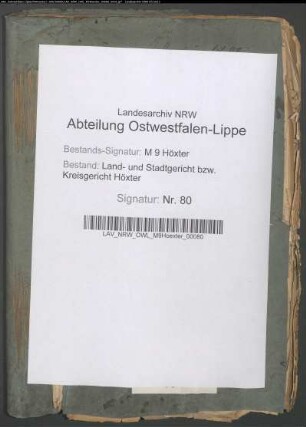 Landesarchiv NRW
Abteilung Ostwestfalen-Lippe
Bestands-Signatur: M 9 Höxter
Bestand: Land- und Stadtgericht bzw.
Kreisgericht Höxter
Signatur: Nr. 80
LAV_NRW_OWL_M9Hoexter_00080